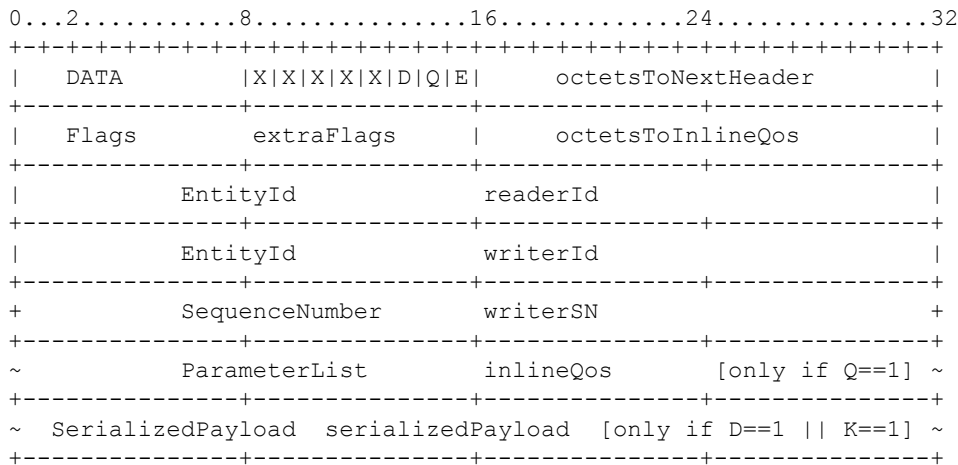 0...2...........8...............16.............24...............32
+-+-+-+-+-+-+-+-+-+-+-+-+-+-+-+-+-+-+-+-+-+-+-+-+-+-+-+-+-+-+-+-+
|   DATA        |X|X|X|X|X|D|Q|E|     octetsToNextHeader        |
+---------------+---------------+---------------+---------------+
|   Flags        extraFlags     |     octetsToInlineQos         |
+---------------+---------------+---------------+---------------+
|           EntityId             readerId                       |
+---------------+---------------+---------------+---------------+
|           EntityId             writerId                       |
+---------------+---------------+---------------+---------------+
+           SequenceNumber       writerSN                       +
+---------------+---------------+---------------+---------------+
~           ParameterList        inlineQos       [only if Q==1] ~
+---------------+---------------+---------------+---------------+
~  SerializedPayload  serializedPayload  [only if D==1 || K==1] ~
+---------------+---------------+---------------+---------------+